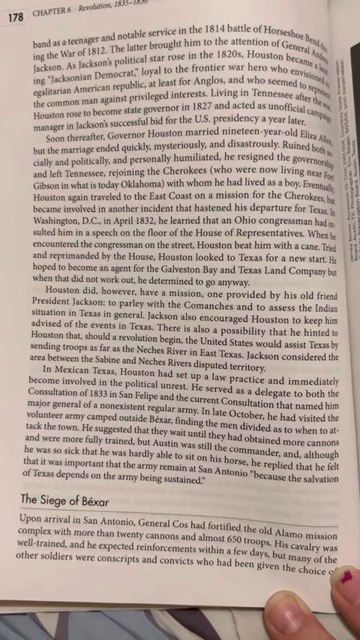 178 CHAPTER 6 Revolution, 1835–1836
band as a teenager and notable service in the 1814 battle of Horseshoe Bend
ing the War of 1812. The latter brought him to the attention of General
Jackson. As Jackson's political star rose in the 1820s, Houston became a
ing "Jacksonian Democrat," loyal to the frontier war hero who envisioned
egalitarian American republic, at least for Anglos, and who seemed to
the common man against privileged interests. Living in Tennessee after the
Houston rose to become state governor in 1827 and acted as unofficial
manager in Jackson's successful bid for the U.S. presidency a year later.
Soon thereafter, Governor Houston married nineteen-year-old Eliza
but the marriage ended quickly, mysteriously, and disastrously. Ruined both
cially and politically, and personally humiliated, he resigned the governorship
and left Tennessee, rejoining the Cherokees (who were now living near Fort
Gibson in what is today Oklahoma) with whom he had lived as a boy. Eventually
Houston again traveled to the East Coast on a mission for the Cherokees, but
became involved in another incident that hastened his departure for Texas. In
Washington, D.C., in April 1832, he learned that an Ohio congressman had in-
sulted him in a speech on the floor of the House of Representatives. When he
encountered the congressman on the street, Houston beat him with a cane. Tried
and reprimanded by the House, Houston looked to Texas for a new start. He
hoped to become an agent for the Galveston Bay and Texas Land Company but
when that did not work out, he determined to go anyway.
Houston did, however, have a mission, one provided by his old friend
President Jackson: to parley with the Comanches and to assess the Indian
situation in Texas in general. Jackson also encouraged Houston to keep him
advised of the events in Texas. There is also a possibility that he hinted to
Houston that, should a revolution begin, the United States would assist Texas by
sending troops as far as the Neches River in East Texas. Jackson considered the
area between the Sabine and Neches Rivers disputed territory.
In Mexican Texas, Houston had set up a law practice and immediately
become involved in the political unrest. He served as a delegate to both the
Consultation of 1833 in San Felipe and the current Consultation that named him
major general of a nonexistent regular army. In late October, he had visited the
volunteer army camped outside Béxar, finding the men divided as to when to at-
tack the town. He suggested that they wait until they had obtained more cannons
and were more fully trained, but Austin was still the commander, and, although
he was so sick that he was hardly able to sit on his horse, he replied that he felt
that it was important that the army remain at San Antonio "because the salvation
of Texas depends on the army being sustained."
The Siege of Béxar
Upon arrival in San Antonio, General Cos had fortified the old Alamo mission
complex with more than twenty cannons and almost 650 troops. His cavalry was
well-trained, and he expected reinforcements within a few days, but many of the
other soldiers were conscripts and convicts who had been given the choice of